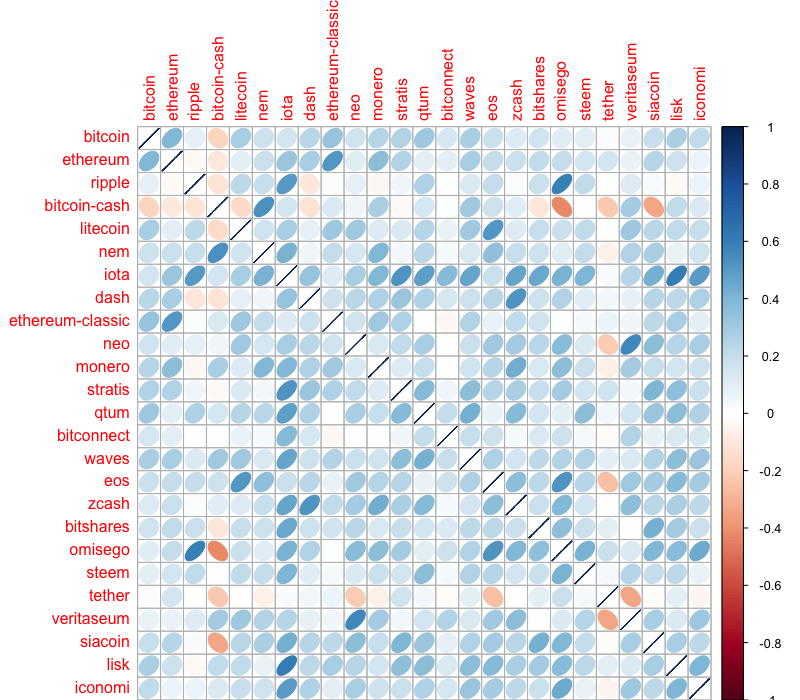 bitcoin
ethereum
ripple
bitcoin-cash
litecoin
nem
iota
dash
ethereum-classic
neo
monero
stratis
qtum
bitconnect
waves
eos
zcash
bitshares
omisego
steem
tether
veritaseum
siacoin
lisk
iconomi
bitcoin
ethereum
ripple
bitcoin-cash
litecoin
nem
iota
dash
ethereum-classic
neo
monero
stratis
qtum
bitconnect
waves
eos
zcash
bitshares
omisego
steem
tether
veritaseum
siacoin
lisk
iconomi
1
0.8
0.6
0.4
0.2
0
-0.2
-0.4
-0.6
-0.8